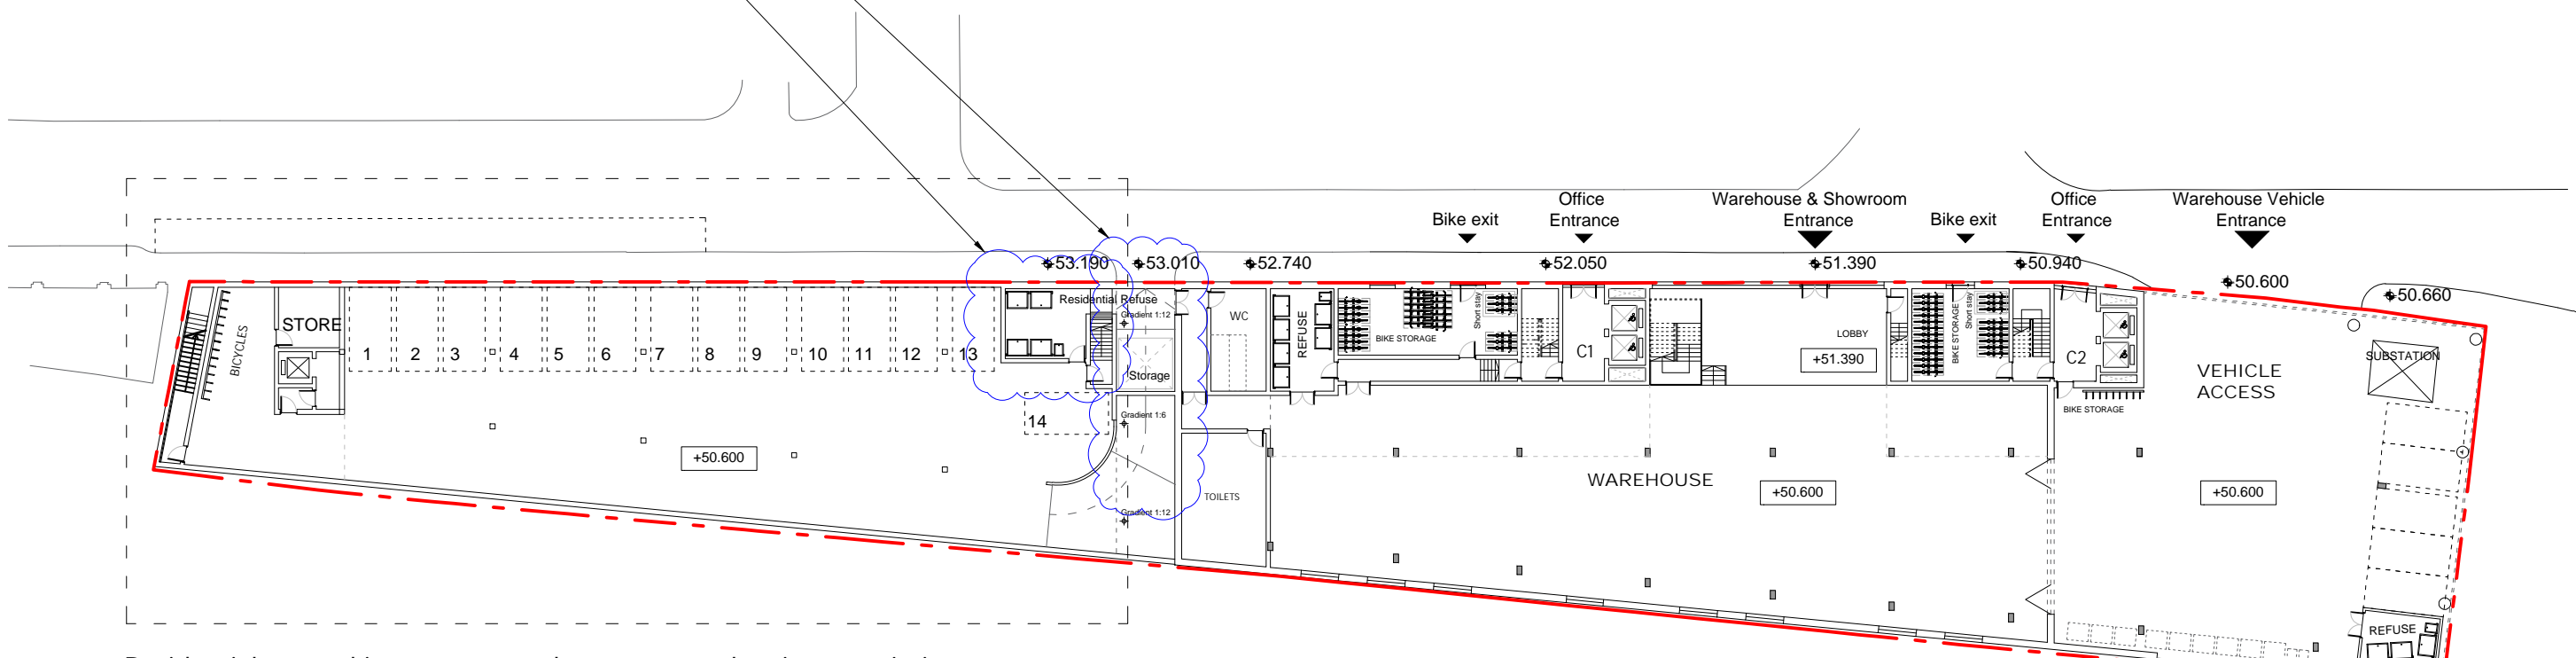 Office
Entrance
Warehouse & Showroom
Entrance
Office
Entrance
Warehouse Vehicle
Entrance
Bike exit
Bike exit
53.190
53.010
52.740
52.050
51.390
50.940
50.600
50.660
BICYCLES
STORE
1 2 3 4 5 6 7 8 9 10 11 12 13
14
+50.600
Residential Refuse
Gradient 1:12
Storage
Gradient 1:6
Gradient 1:12
WC
TOILETS
REFUSE
BIKE STORAGE
Short stay
C1
LOBBY
+51.390
BIKE STORAGE
Short stay
C2
BIKE STORAGE
WAREHOUSE
+50.600
VEHICLE
ACCESS
+50.600
SUBSTATION
REFUSE